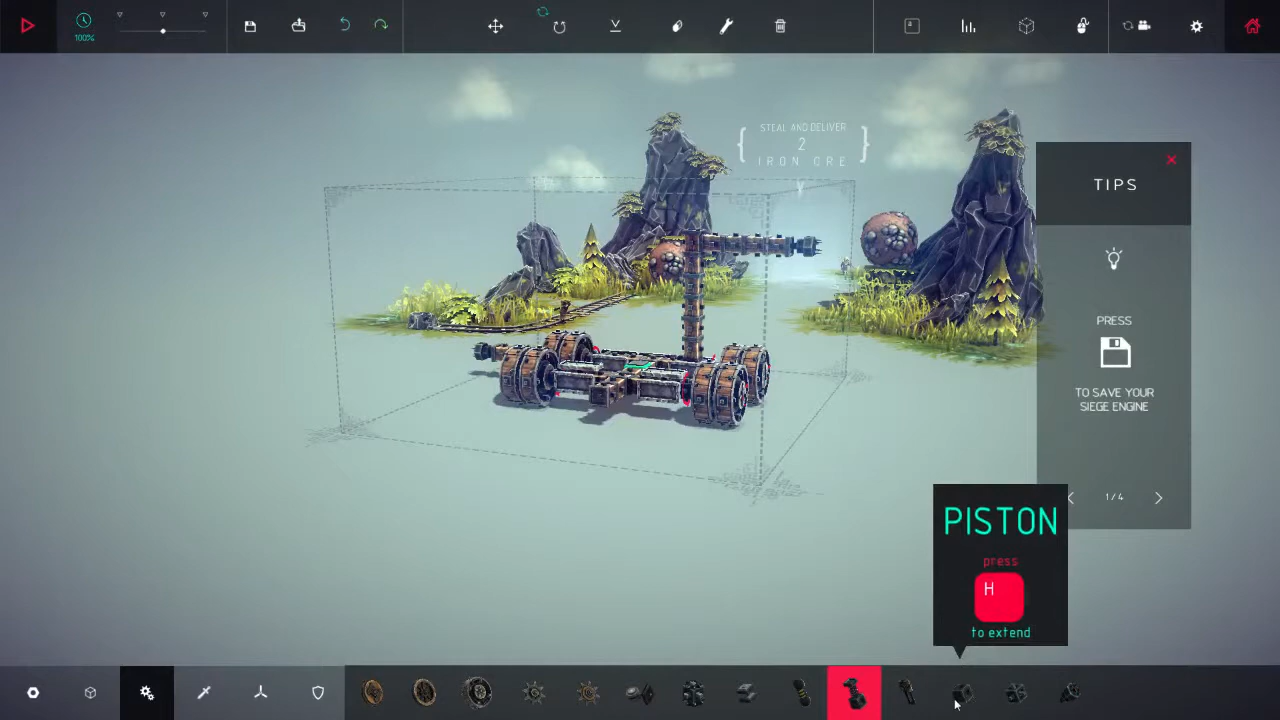 100%
STEAL AND DELIVER
2
IRON CRE
TIPS
PRESS
TO SAVE YOUR
SIEGE ENGINE
1/4
PISTON
press
H
to extend